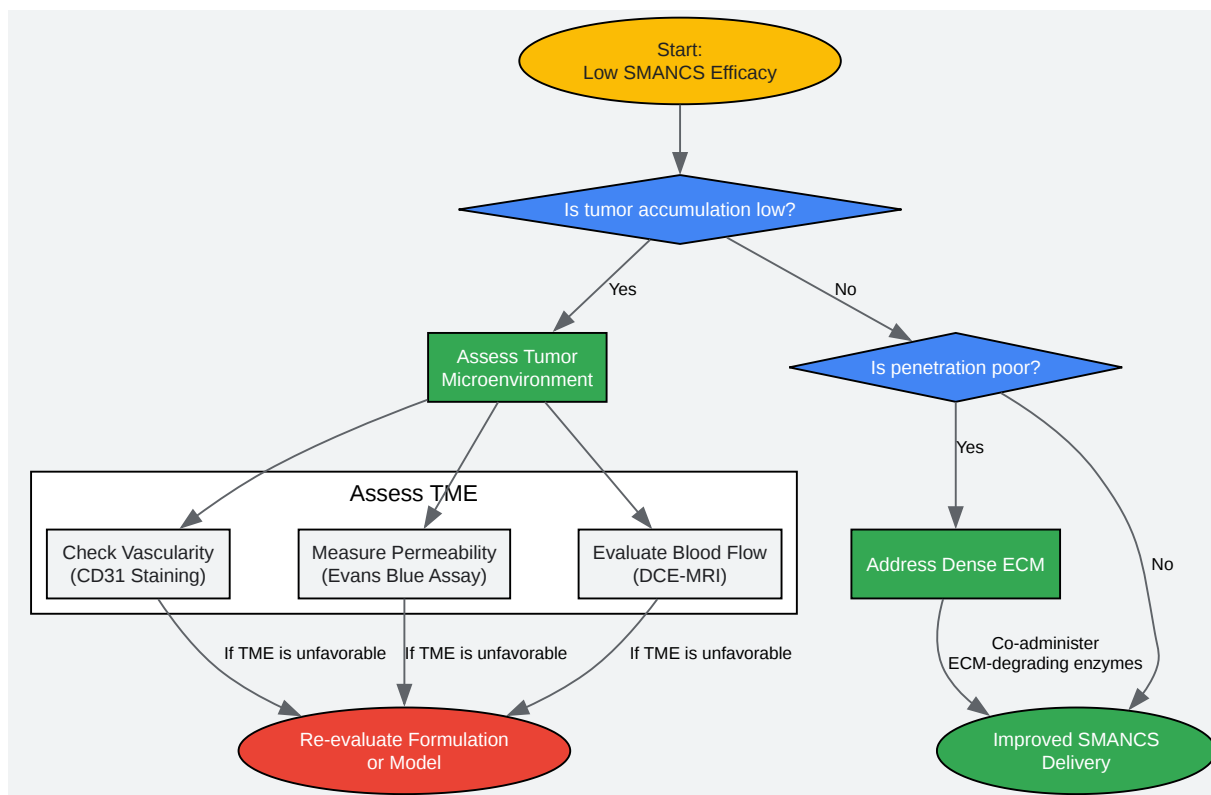 Start:
Low SMANCS Efficacy
Is tumor accumulation low?
Yes
No
Assess Tumor
Microenvironment
Is penetration poor?
Yes
No
Assess TME
Check Vascularity
(CD31 Staining)
Measure Permeability
(Evans Blue Assay)
Evaluate Blood Flow
(DCE-MRI)
Address Dense ECM
If TME is unfavorable
If TME is unfavorable
If TME is unfavorable
Co-administer
ECM-degrading enzymes
Re-evaluate Formulation
or Model
Improved SMANCS
Delivery